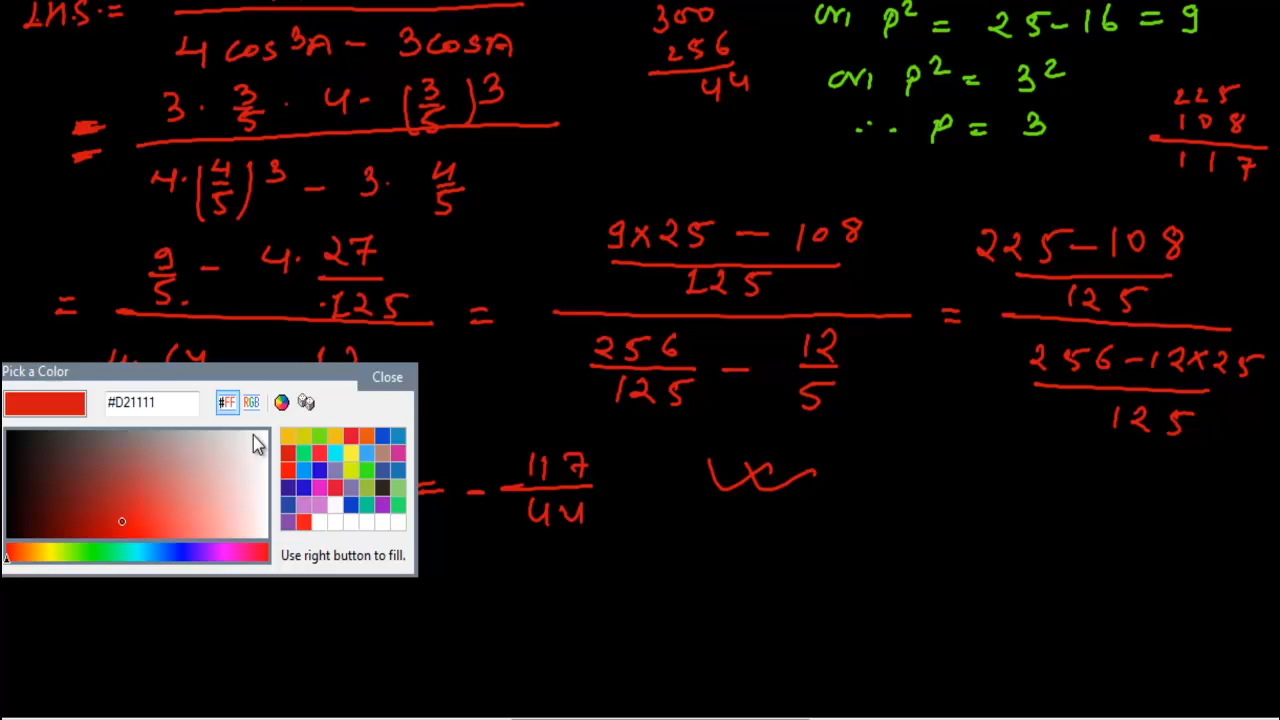 L.H.S. =
4 cos³A - 3cosA
= 3 · 3/5 · 4 - (3/5)³
4 · (4/5)³ - 3 · 4/5
300
256
44
or, p² = 25 - 16 = 9
or, p² = 3²
∴ p = 3
225
108
117
= 9/5 - 4 · 27/125
= 9×25 - 108
125
256/125 - 12/5
= 225 - 108
125
256 - 12×25
125
= - 117/44
Pick a Color
Close
#D21111
#FF RGB
Use right button to fill.